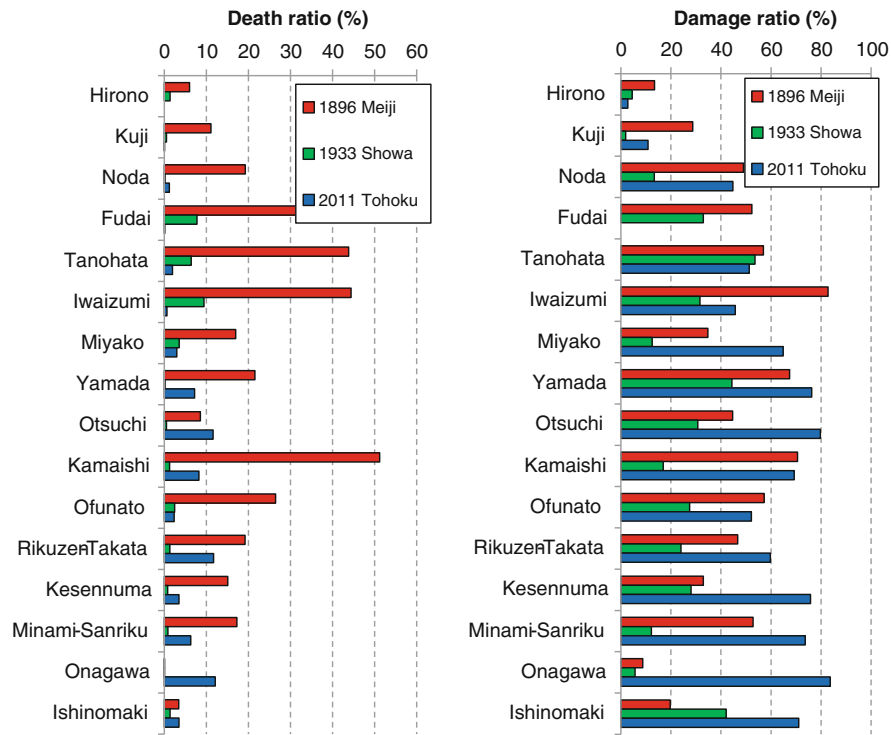 Death ratio (%)
0 10 20 30 40 50 60
Hirono
Kuji
Noda
Fudai
Tanohata
Iwaizumi
Miyako
Yamada
Otsuchi
Kamaishi
Ofunato
Rikuzen-Takata
Kesennuma
Minami-Sanriku
Onagawa
Ishinomaki
1896 Meiji
1933 Showa
2011 Tohoku
Damage ratio (%)
0 20 40 60 80 100
Hirono
Kuji
Noda
Fudai
Tanohata
Iwaizumi
Miyako
Yamada
Otsuchi
Kamaishi
Ofunato
Rikuzen-Takata
Kesennuma
Minami-Sanriku
Onagawa
Ishinomaki
1896 Meiji
1933 Showa
2011 Tohoku